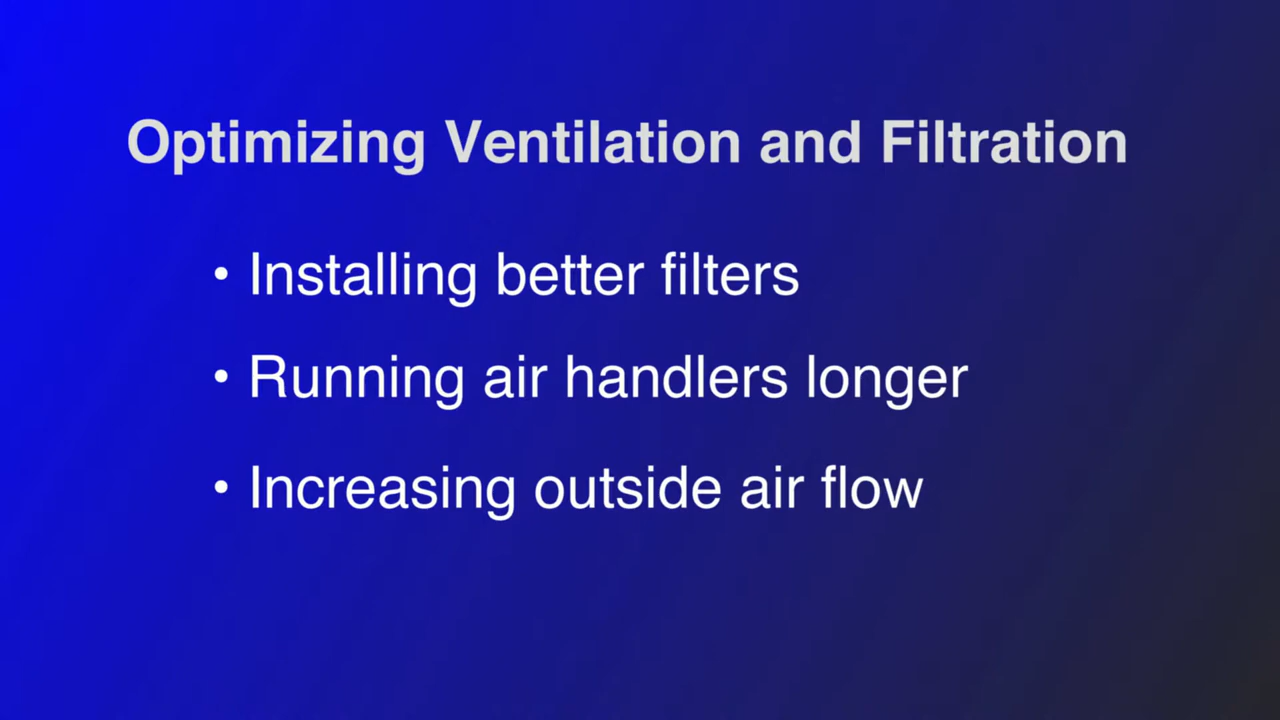 Optimizing Ventilation and Filtration
• Installing better filters
• Running air handlers longer
• Increasing outside air flow